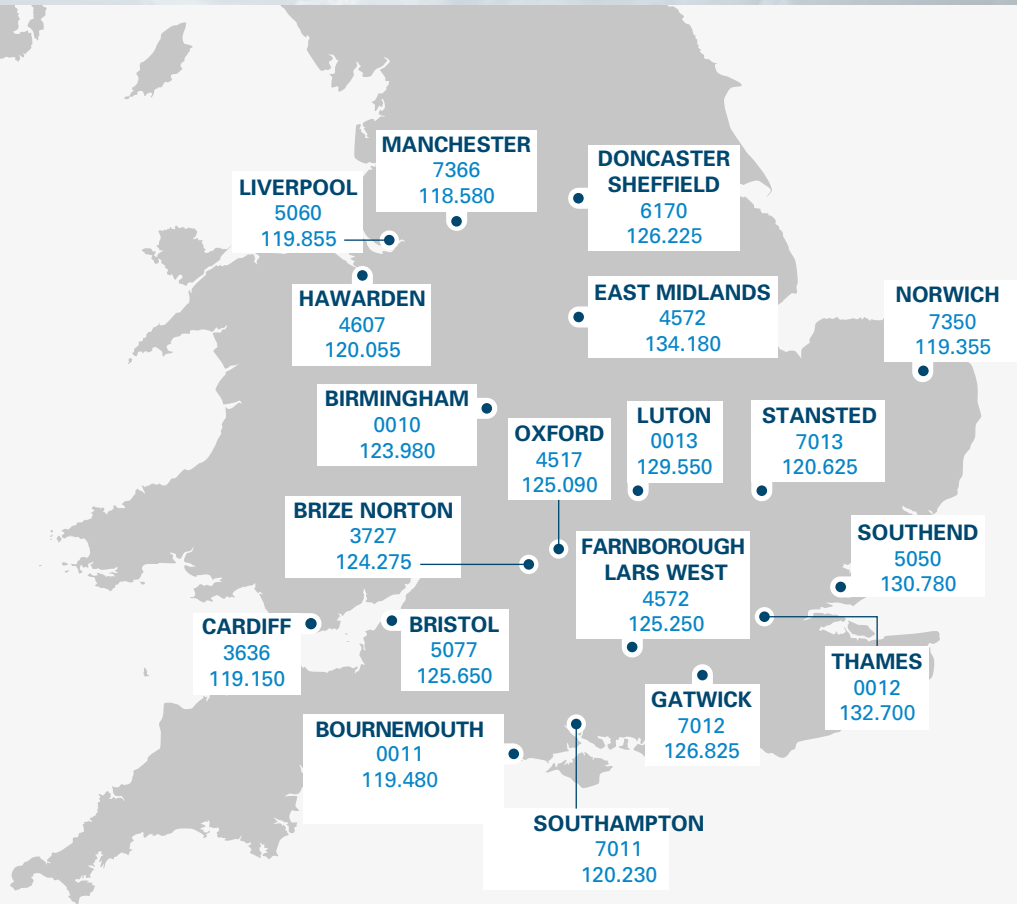 MANCHESTER
7366
118.580
DONCASTER
SHEFFIELD
6170
126.225
LIVERPOOL
5060
119.855
HAWARDEN
4607
120.055
EAST MIDLANDS
4572
134.180
NORWICH
7350
119.355
BIRMINGHAM
0010
123.980
OXFORD
4517
125.090
LUTON
0013
129.550
STANSTED
7013
120.625
BRIZE NORTON
3727
124.275
FARNBOROUGH
LARS WEST
4572
125.250
SOUTHEND
5050
130.780
CARDIFF
3636
119.150
BRISTOL
5077
125.650
THAMES
0012
132.700
GATWICK
7012
126.825
BOURNEMOUTH
0011
119.480
SOUTHAMPTON
7011
120.230